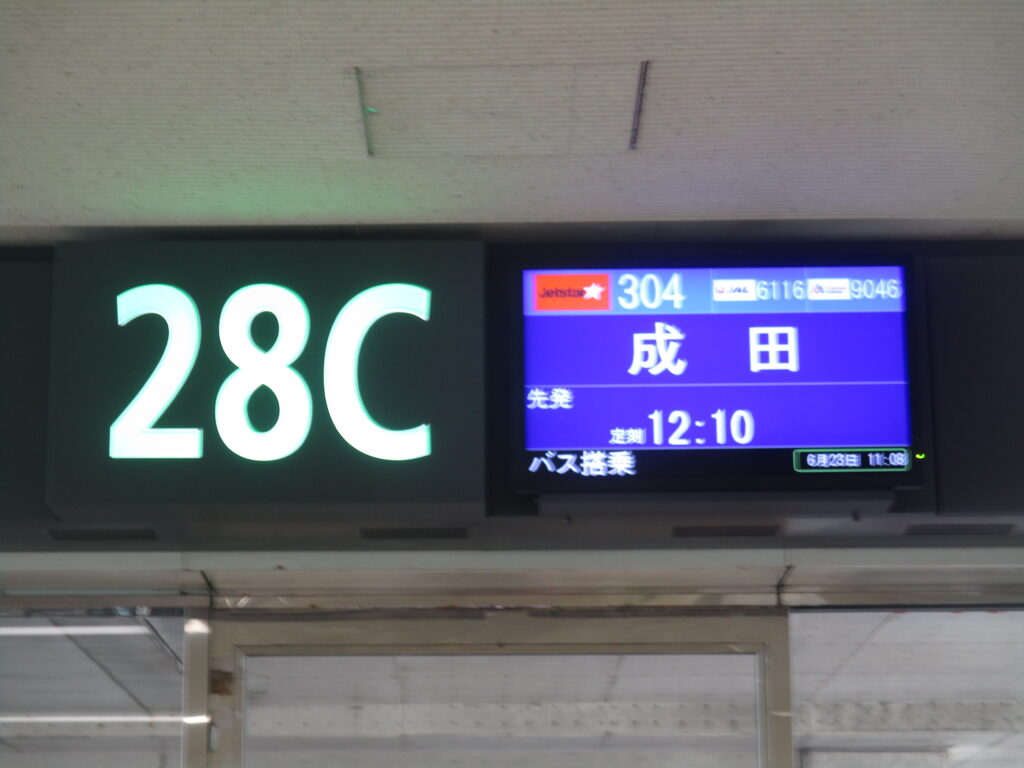 28C
Jetstar 304 JAL 6116 9046
成田
先発
定刻 12:10
バス搭乗 6月23日 11:08